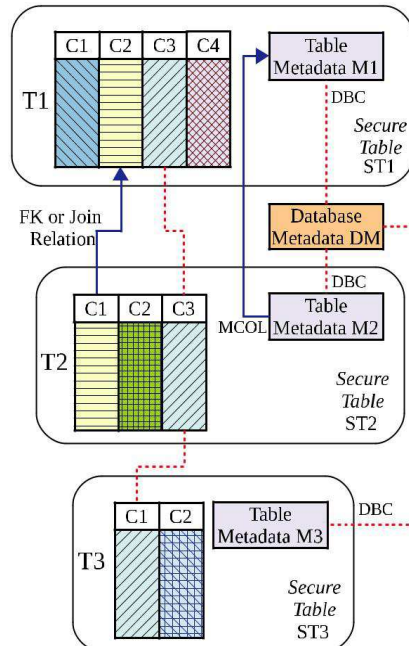 C1 C2 C3 C4
T1
Table
Metadata M1
DBC
Secure
Table
ST1
FK or Join
Relation
Database
Metadata DM
DBC
C1 C2 C3
T2
Table
Metadata M2
MCOL
Secure
Table
ST2
C1 C2
T3
Table
Metadata M3
DBC
Secure
Table
ST3